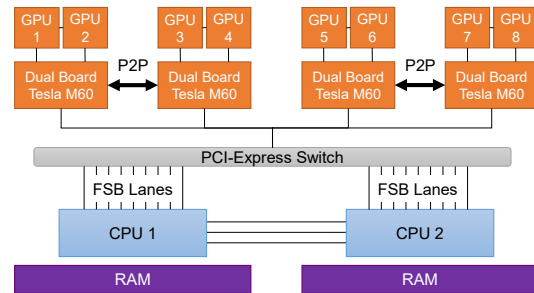 GPU 1
GPU 2
GPU 3
GPU 4
GPU 5
GPU 6
GPU 7
GPU 8
P2P
P2P
Dual Board
Tesla M60
Dual Board
Tesla M60
Dual Board
Tesla M60
Dual Board
Tesla M60
PCI-Express Switch
FSB Lanes
FSB Lanes
CPU 1
CPU 2
RAM
RAM